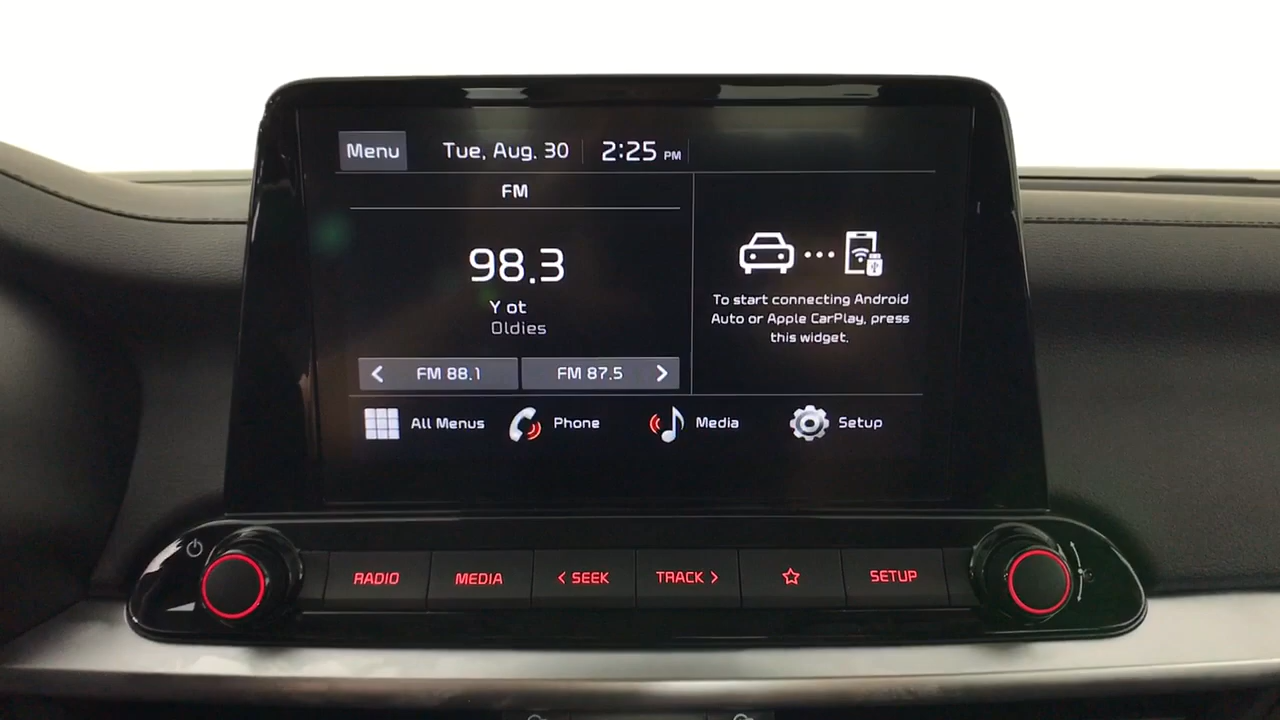 Menu Tue, Aug. 30 2:25 PM
FM
98.3
Y ot
Oldies
FM 88.1 FM 87.5
To start connecting Android
Auto or Apple CarPlay, press
this widget.
All Menus Phone Media Setup
RADIO MEDIA < SEEK TRACK > SETUP